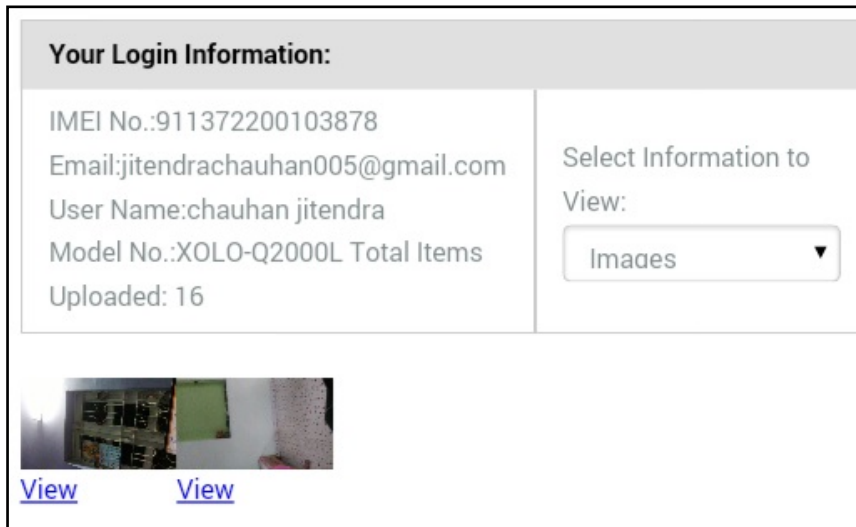 Your Login Information:
IMEI No.:911372200103878
Email:jitendrachauhan005@gmail.com
User Name:chauhan jitendra
Model No.:XOLO-Q2000L Total Items
Uploaded: 16
Select Information to
View:
Images
View
View